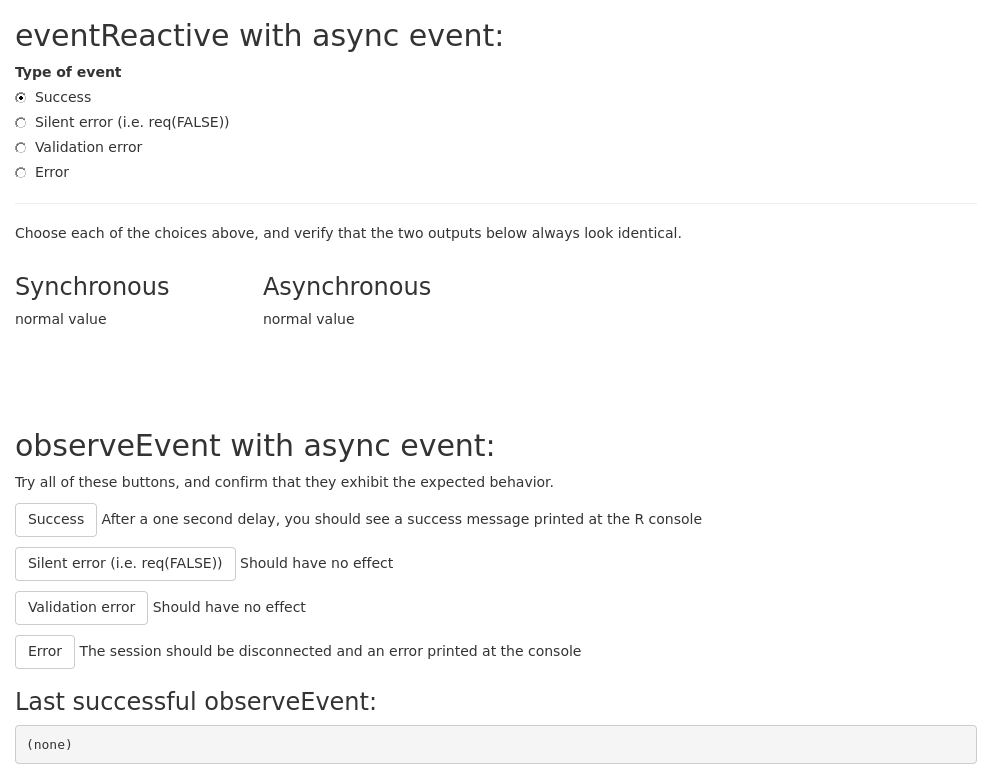 eventReactive with async event:
Type of event
Success
Silent error (i.e. req(FALSE))
Validation error
Error
Choose each of the choices above, and verify that the two outputs below always look identical.
Synchronous Asynchronous
normal value normal value
observeEvent with async event:
Try all of these buttons, and confirm that they exhibit the expected behavior.
Success After a one second delay, you should see a success message printed at the R console
Silent error (i.e. req(FALSE)) Should have no effect
Validation error Should have no effect
Error The session should be disconnected and an error printed at the console
Last successful observeEvent:
(none)